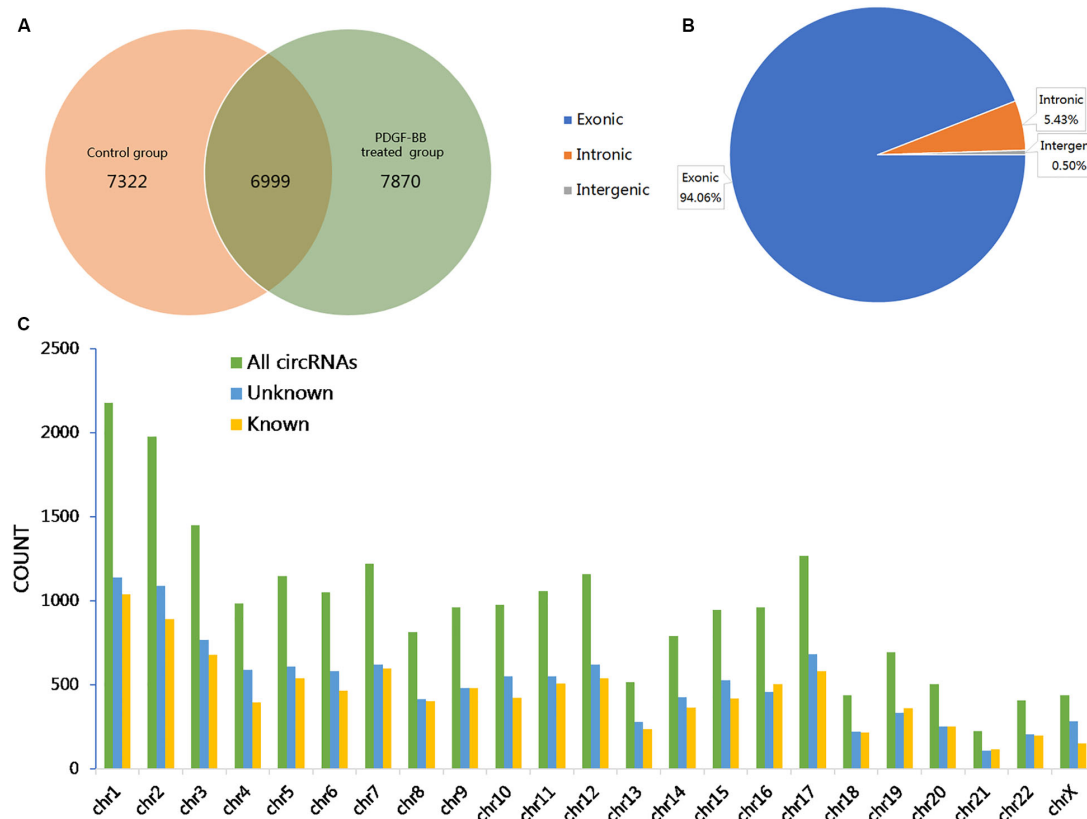 A
Control group
7322
6999
PDGF-BB
treated group
7870
B
Exonic
Intronic
Intergenic
Exonic
94.06%
Intronic
5.43%
Intergen
0.50%
C
All circRNAs
Unknown
Known
COUNT
2500
2000
1500
1000
500
0
chr1
chr2
chr3
chr4
chr5
chr6
chr7
chr8
chr9
chr10
chr11
chr12
chr13
chr14
chr15
chr16
chr17
chr18
chr19
chr20
chr21
chr22
chrX